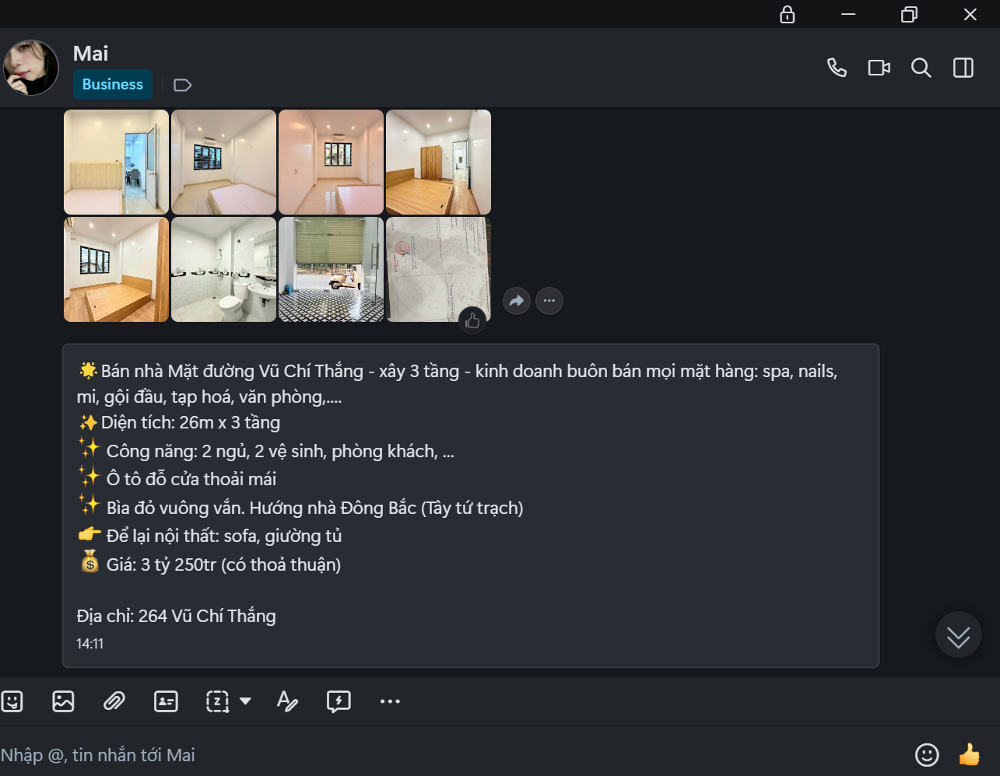 Mai
Business
🌟Bán nhà Mặt đường Vũ Chí Thắng - xây 3 tầng - kinh doanh buôn bán mọi mặt hàng: spa, nails,
mi, gội đầu, tạp hoá, văn phòng,....
✨Diện tích: 26m x 3 tầng
✨ Công năng: 2 ngủ, 2 vệ sinh, phòng khách, ...
✨ Ô tô đỗ cửa thoải mái
✨ Bìa đỏ vuông vắn. Hướng nhà Đông Bắc (Tây tứ trạch)
👉 Để lại nội thất: sofa, giường tủ
💰 Giá: 3 tỷ 250tr (có thoả thuận)
Địa chỉ: 264 Vũ Chí Thắng
14:11
Nhập @, tin nhắn tới Mai